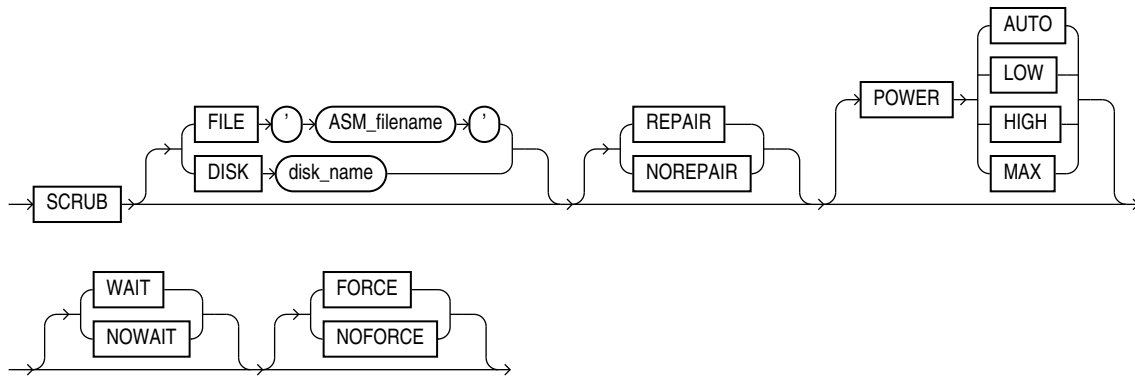 AUTO
LOW
POWER
HIGH
MAX
FILE ' ASM_filename '
REPAIR
DISK disk_name
NOREPAIR
SCRUB
WAIT
FORCE
NOWAIT
NOFORCE